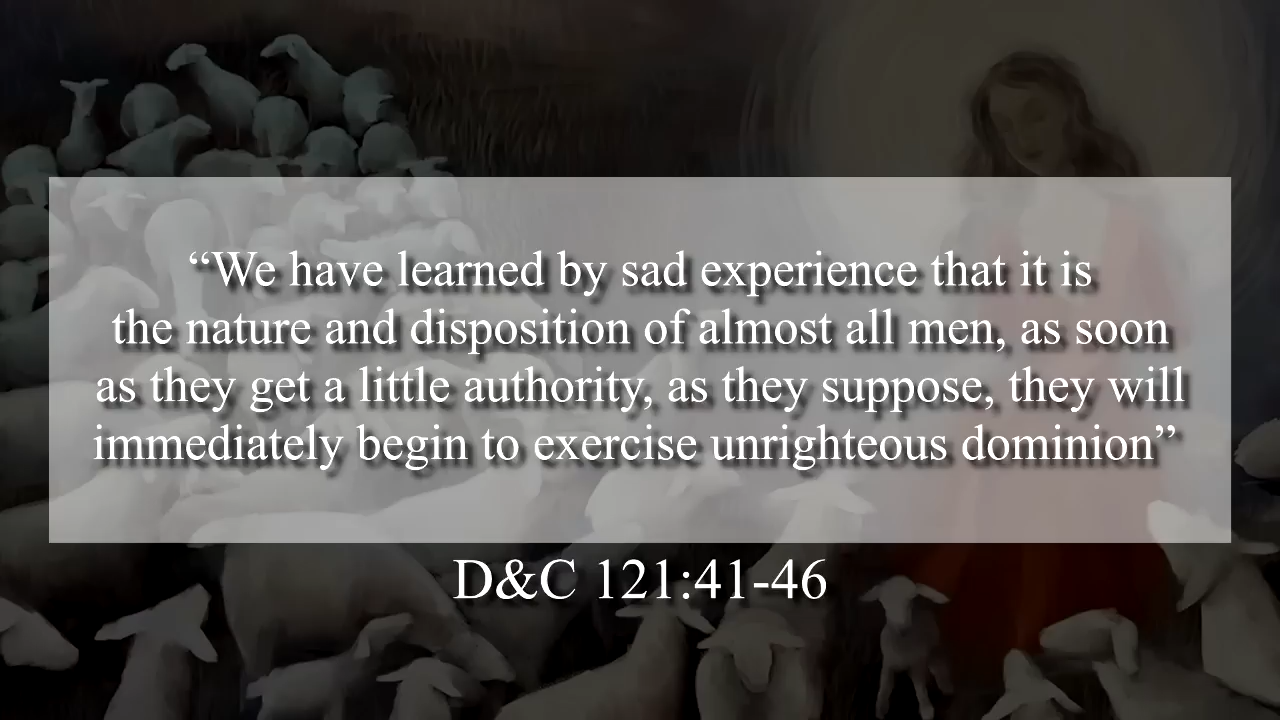 “We have learned by sad experience that it is
the nature and disposition of almost all men, as soon
as they get a little authority, as they suppose, they will
immediately begin to exercise unrighteous dominion”
D&C 121:41-46